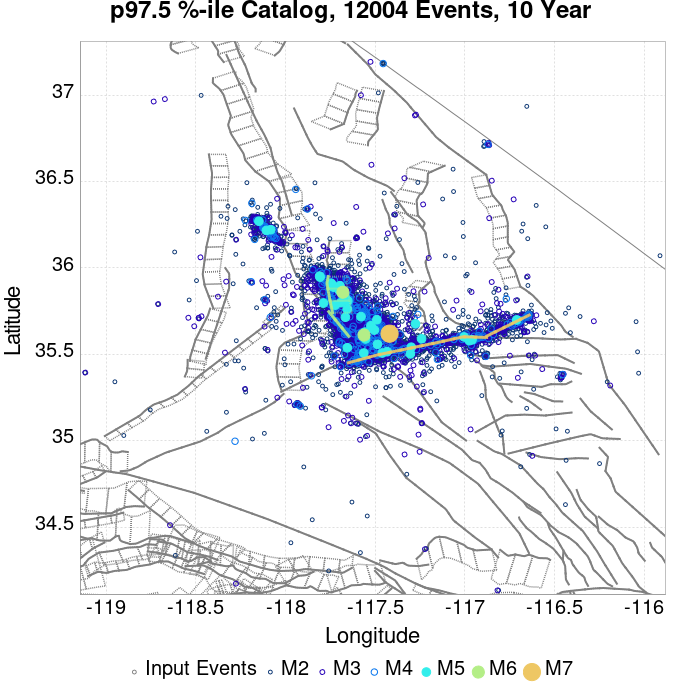 p97.5 %-ile Catalog, 12004 Events, 10 Year
Latitude
37
36.5
36
35.5
35
34.5
-119 -118.5 -118 -117.5 -117 -116.5 -116
Longitude
Input Events M2 M3 M4 M5 M6 M7